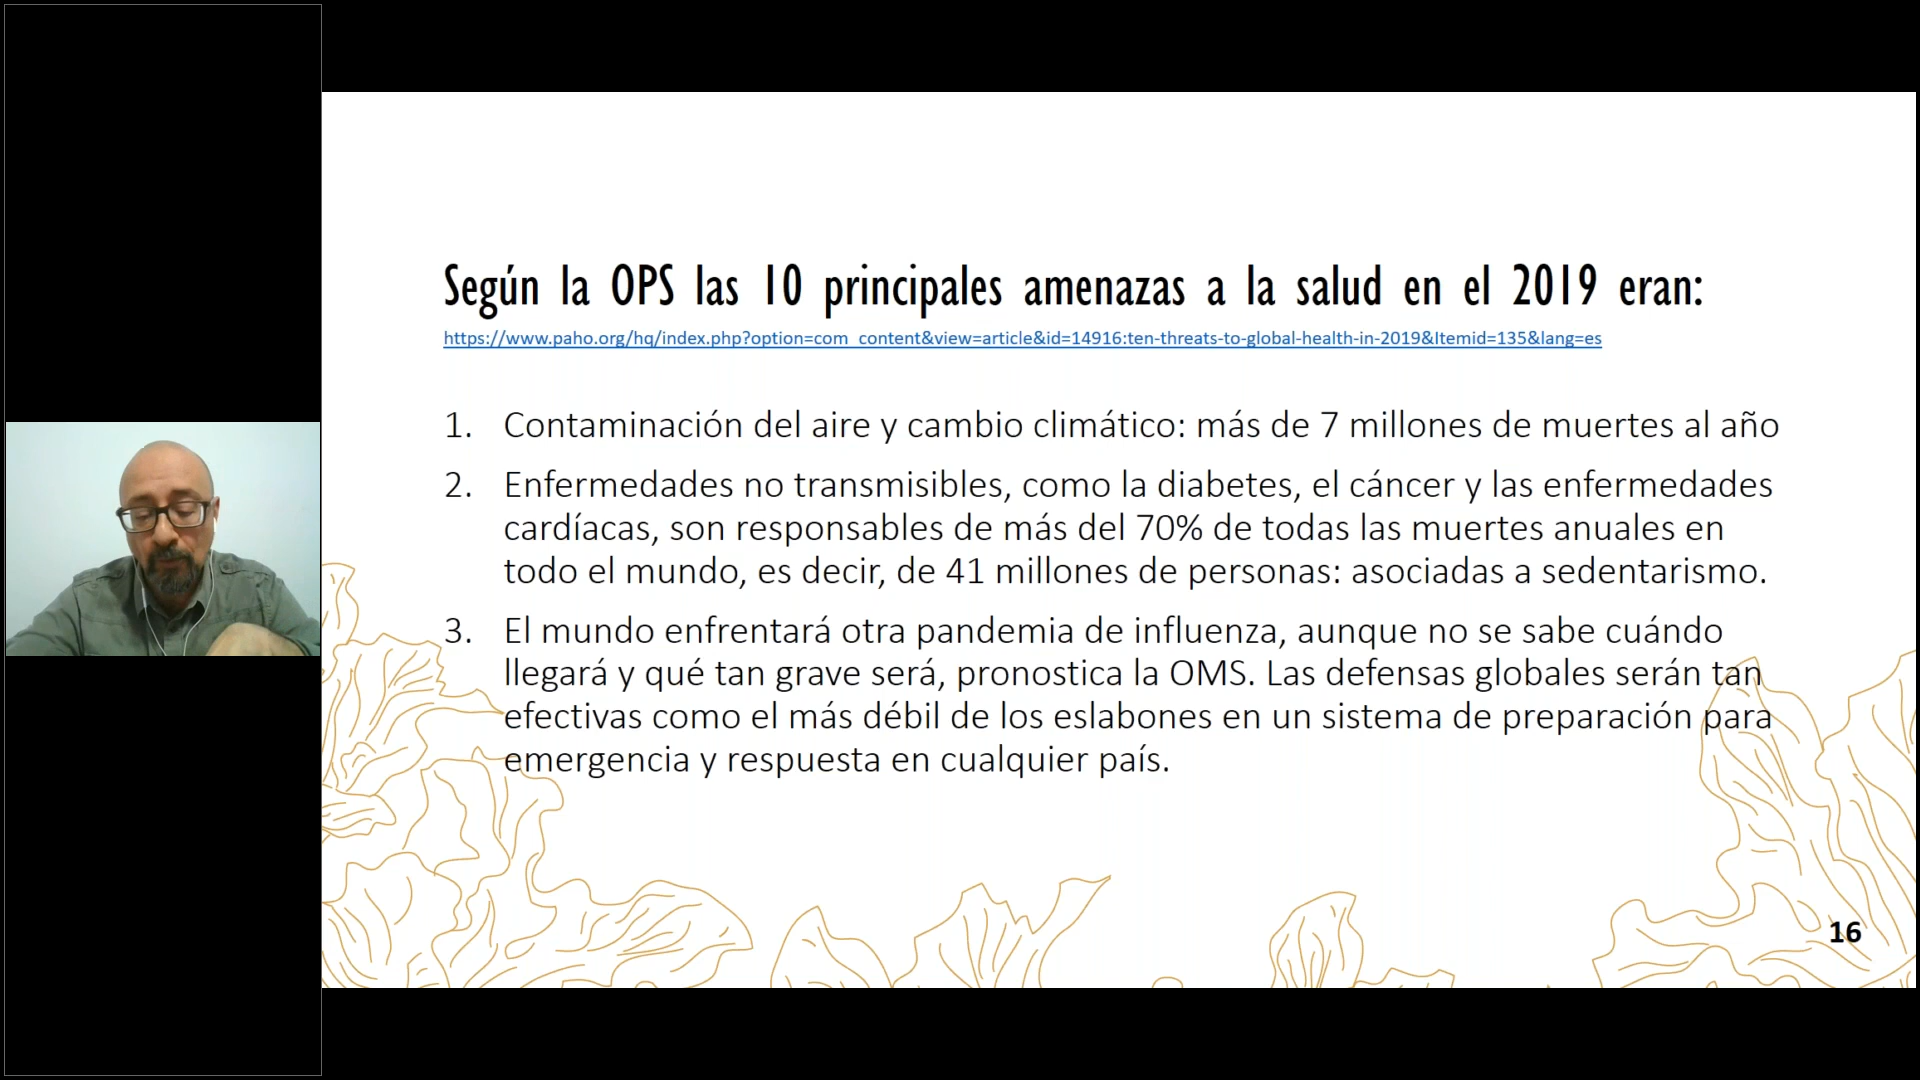 Según la OPS las 10 principales amenazas a la salud en el 2019 eran:
https://www.paho.org/hq/index.php?option=com_content&view=article&id=14916:ten-threats-to-global-health-in-2019&Itemid=135&lang=es
1. Contaminación del aire y cambio climático: más de 7 millones de muertes al año
2. Enfermedades no transmisibles, como la diabetes, el cáncer y las enfermedades
cardíacas, son responsables de más del 70% de todas las muertes anuales en
todo el mundo, es decir, de 41 millones de personas: asociadas a sedentarismo.
3. El mundo enfrentará otra pandemia de influenza, aunque no se sabe cuándo
llegará y qué tan grave será, pronostica la OMS. Las defensas globales serán tan
efectivas como el más débil de los eslabones en un sistema de preparación para
emergencia y respuesta en cualquier país.
16